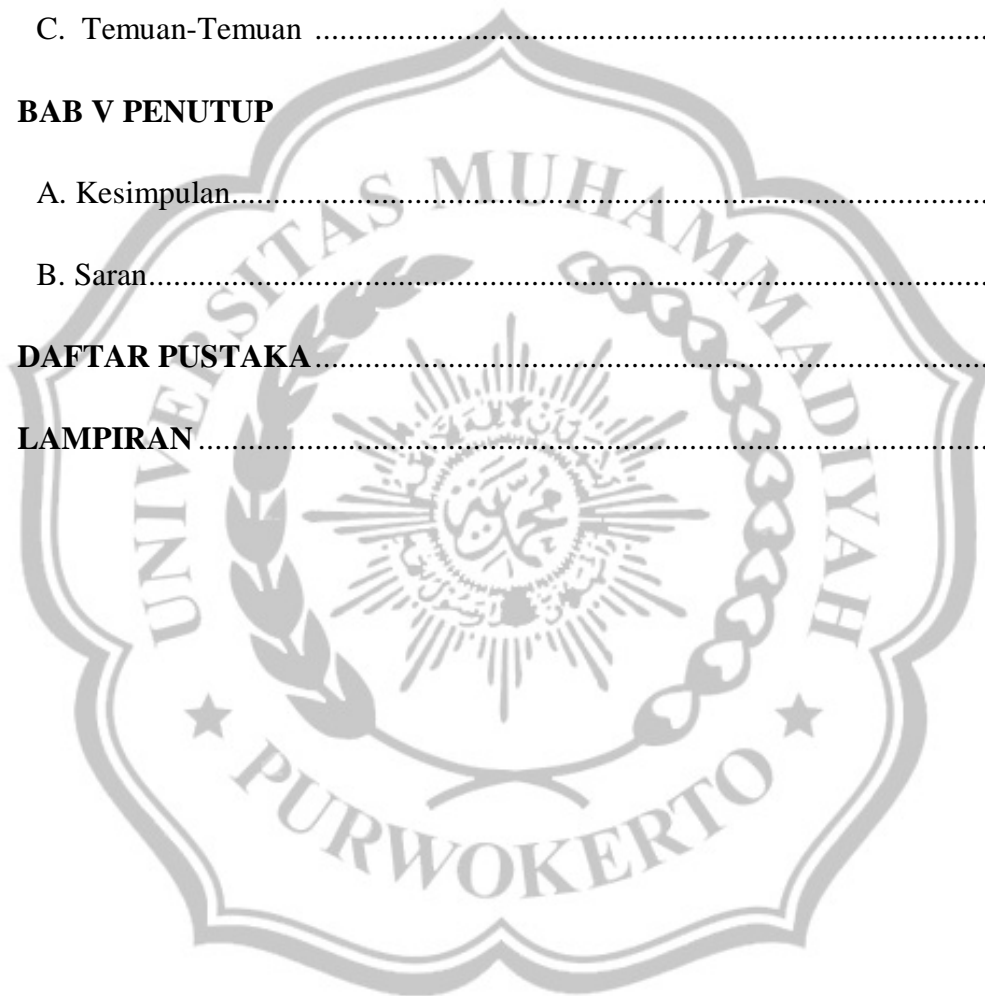 C. Temuan-Temuan ....................................................................................
BAB V PENUTUP
A. Kesimpulan............................................................................................
B. Saran......................................................................................................
DAFTAR PUSTAKA..................................................................................
LAMPIRAN................................................................................................
UNIVERSITAS MUHAMMADIYAH
PURWOKERTO